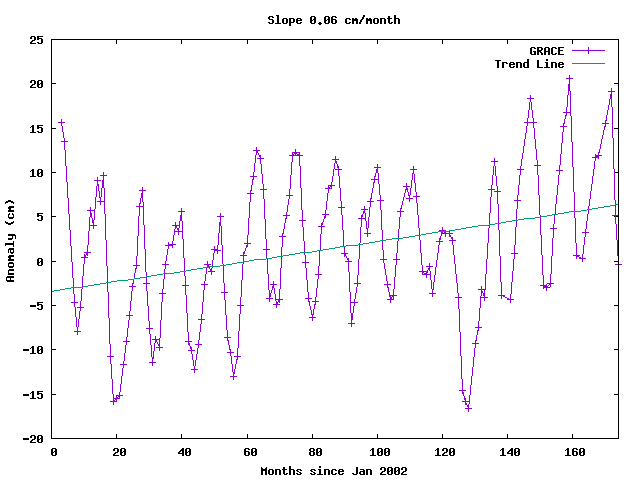 Slope 0.06 cm/month
25
20
15
10
5
0
-5
-10
-15
-20
0 20 40 60 80 100 120 140 160
Anomaly (cm)
Months since Jan 2002
GRACE
Trend Line